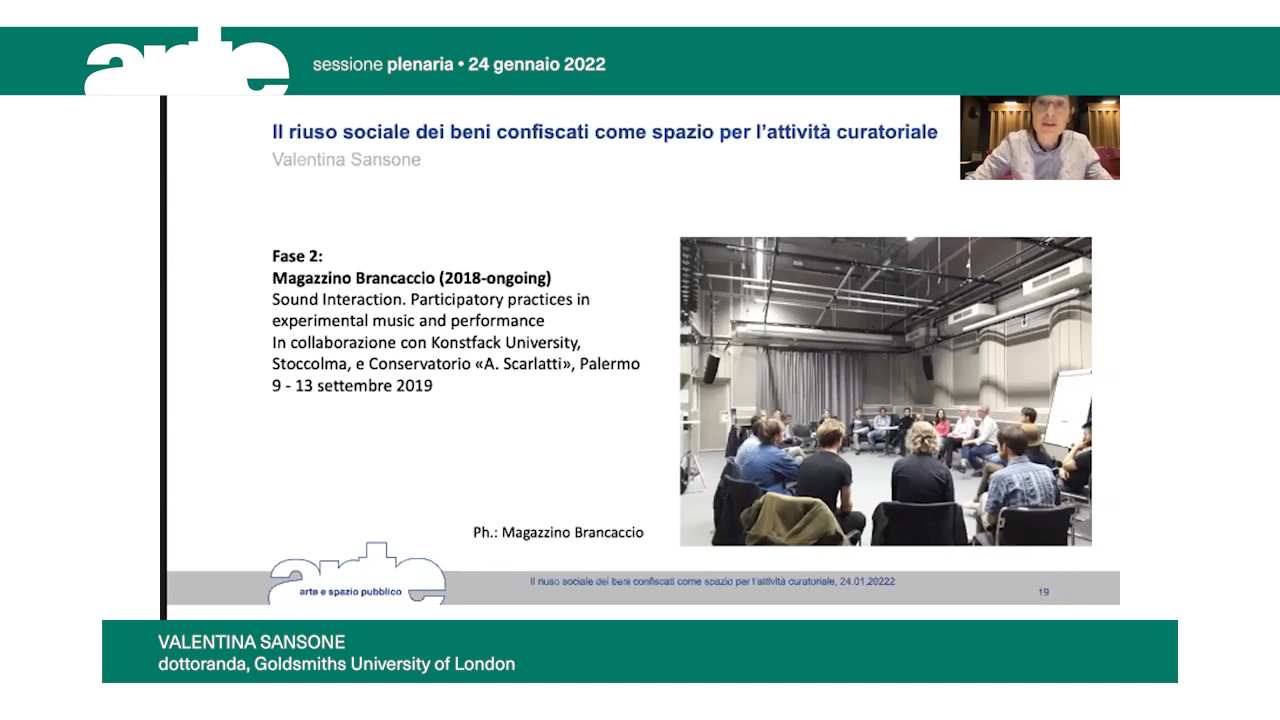 arte
sessione plenaria • 24 gennaio 2022
Il riuso sociale dei beni confiscati come spazio per l'attività curatoriale
Valentina Sansone
Fase 2:
Magazzino Brancaccio (2018-ongoing)
Sound Interaction. Participatory practices in
experimental music and performance
In collaborazione con Konstfack University,
Stoccolma, e Conservatorio «A. Scarlatti», Palermo
9 - 13 settembre 2019
Ph.: Magazzino Brancaccio
arte
arte e spazio pubblico
Il riuso sociale dei beni confiscati come spazio per l'attività curatoriale, 24.01.20222
19
VALENTINA SANSONE
dottoranda, Goldsmiths University of London